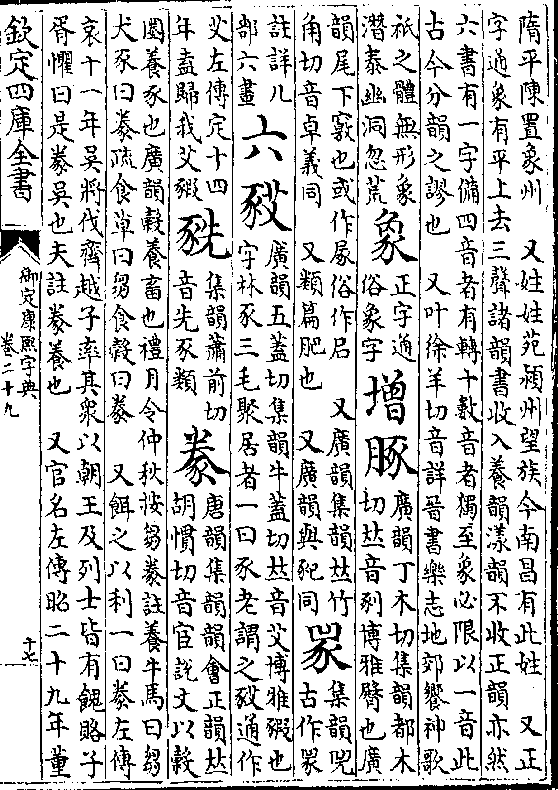 隋平陳置象州 又姓姓苑潁州望族今南昌有此姓 又正
字通象有平上去三聲諸韻書收入養韻漾韻不收正韻亦然
六書有一字備四音者有轉十數音者獨至象必限以一音此
古今分韻之謬也 又叶徐羊切音詳晉書樂志地郊饗神歌
祇之體無形象
潛泰幽洞忽荒
𧰼
正字通
俗象字
增
豚
廣韻丁木切集韻都木
切𠀤音㓸博雅臀也廣
韻尾下竅也或作㞘俗作𡰪 又廣韻集韻𠀤竹
角切音卓義同 又類篇肥也 又廣韻與豝同
集韻兕
古作
註詳儿
部六畫
六
豛
廣韻五蓋切集韻牛蓋切𠀤音艾博雅豭也
字林豕三毛聚居者一曰豕老謂之豛通作
艾左傳定十四
年盍歸我艾豭
集韻蕭前切
音先豕類
豢
唐韻集韻韻會正韻𠀤
胡慣切音宦說文以穀
圈養豕也廣韻穀養畜也禮月令仲秋按芻豢註養牛馬曰芻
犬豕曰豢疏食草曰芻食穀曰豢 又餌之以利一曰豢左傳
哀十一年吳將伐齊越子率其衆以朝王及列士皆有餽賂子
胥懼曰是豢吳也夫註豢養也 又官名左傳昭二十九年董
欽定四庫全書
御定康熙字典
卷二十九
十七